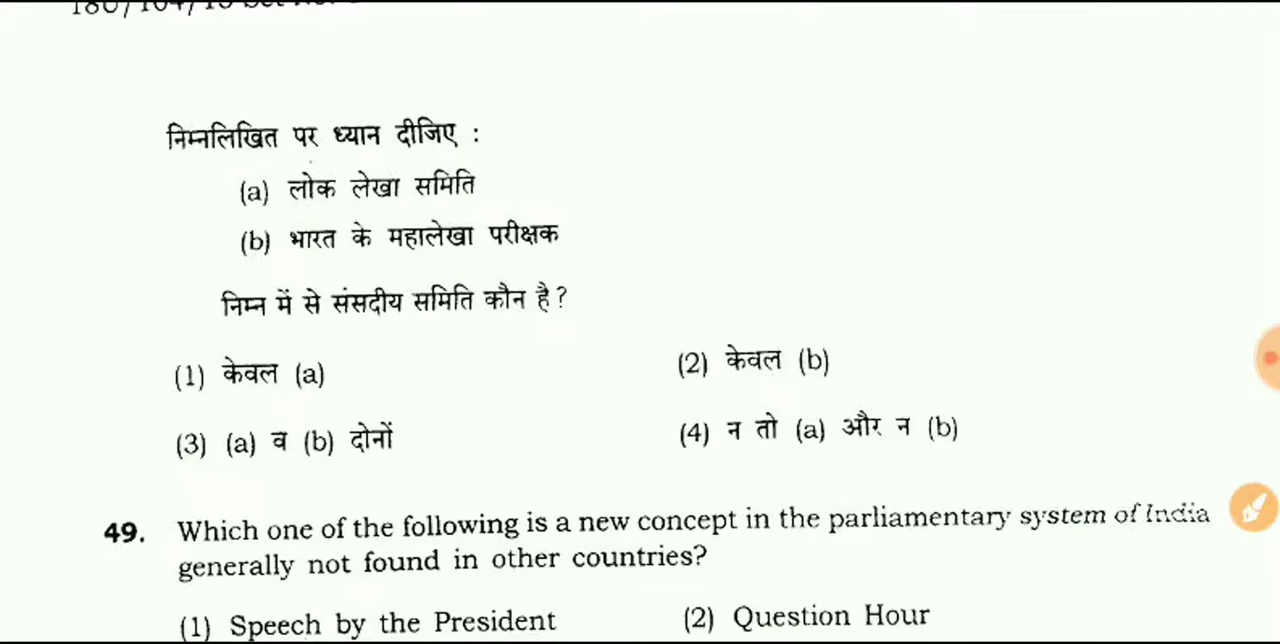 निम्नलिखित पर ध्यान दीजिए :
(a) लोक लेखा समिति
(b) भारत के महालेखा परीक्षक
निम्न में से संसदीय समिति कौन है?
(1) केवल (a)
(2) केवल (b)
(3) (a) व (b) दोनों
(4) न तो (a) और न (b)
49. Which one of the following is a new concept in the parliamentary system of India
generally not found in other countries?
(1) Speech by the President
(2) Question Hour